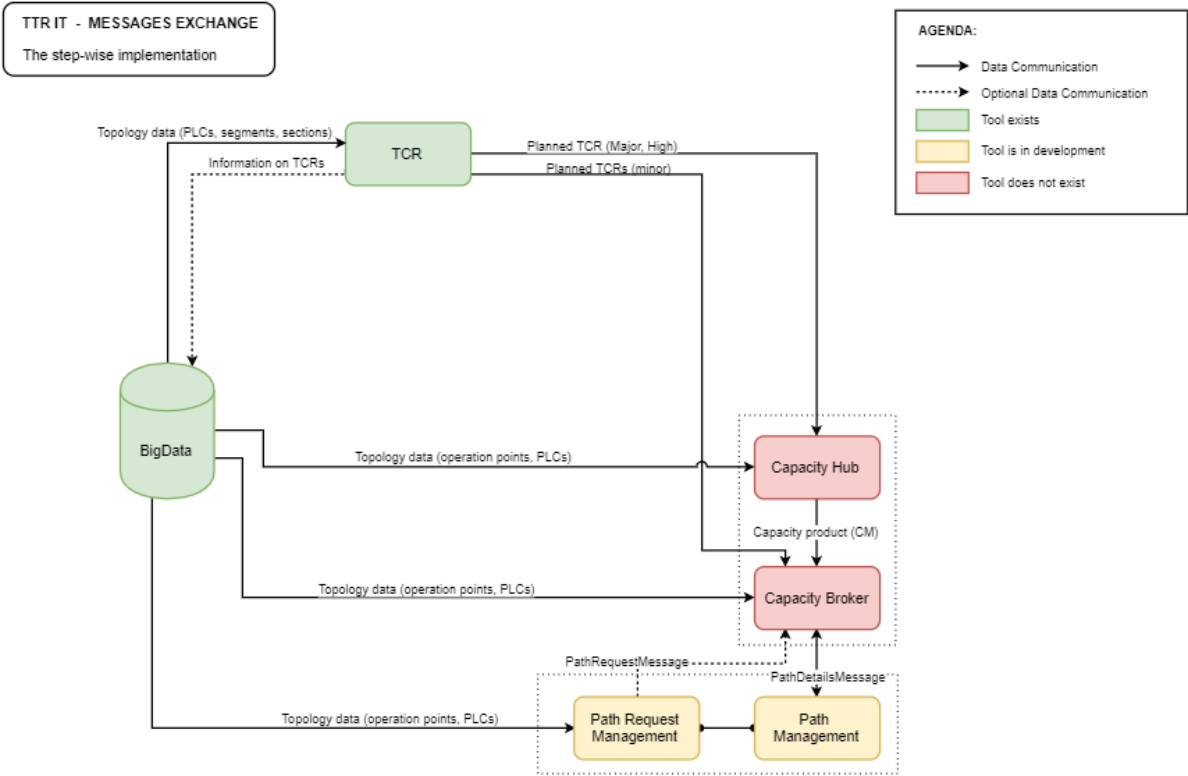 TTR IT - MESSAGES EXCHANGE
The step-wise implementation
AGENDA:
Data Communication
Optional Data Communication
Tool exists
Tool is in development
Tool does not exist
Topology data (PLCs, segments, sections)
TCR
Planned TCR (Major, High)
Information on TCRs
Planned TCRs (minor)
BigData
Topology data (operation points, PLCs)
Capacity Hub
Capacity product (CM)
Topology data (operation points, PLCs)
Capacity Broker
PathRequestMessage
PathDetailsMessage
Topology data (operation points, PLCs)
Path Request
Management
Path
Management